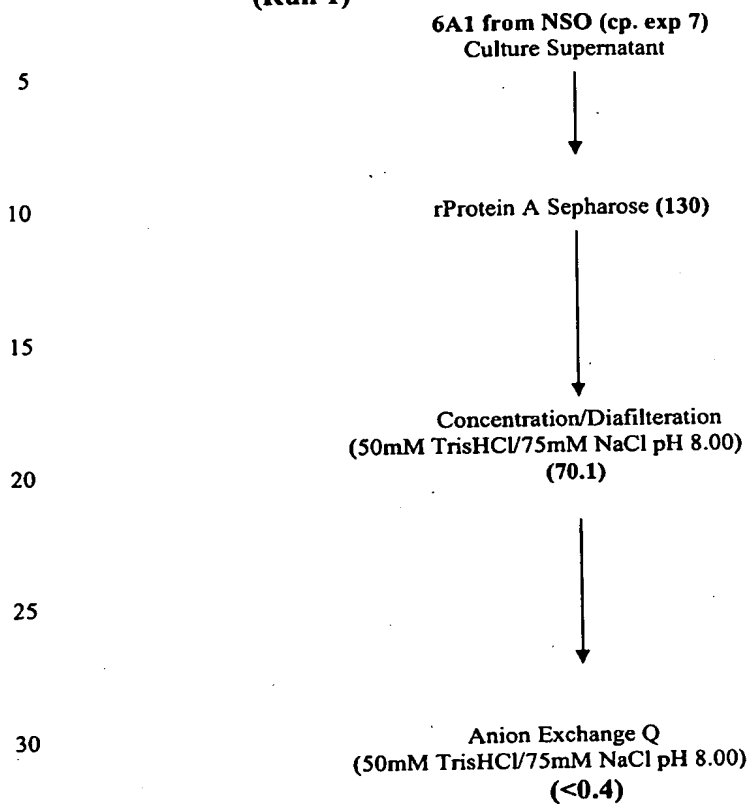 (Run 1)
6A1 from NSO (cp. exp 7)
Culture Supernatant
5
10
rProtein A Sepharose (130)
15
Concentration/Diafilteration
(50mM TrisHCl/75mM NaCl pH 8.00)
(70.1)
20
25
30
Anion Exchange Q
(50mM TrisHCl/75mM NaCl pH 8.00)
(<0.4)